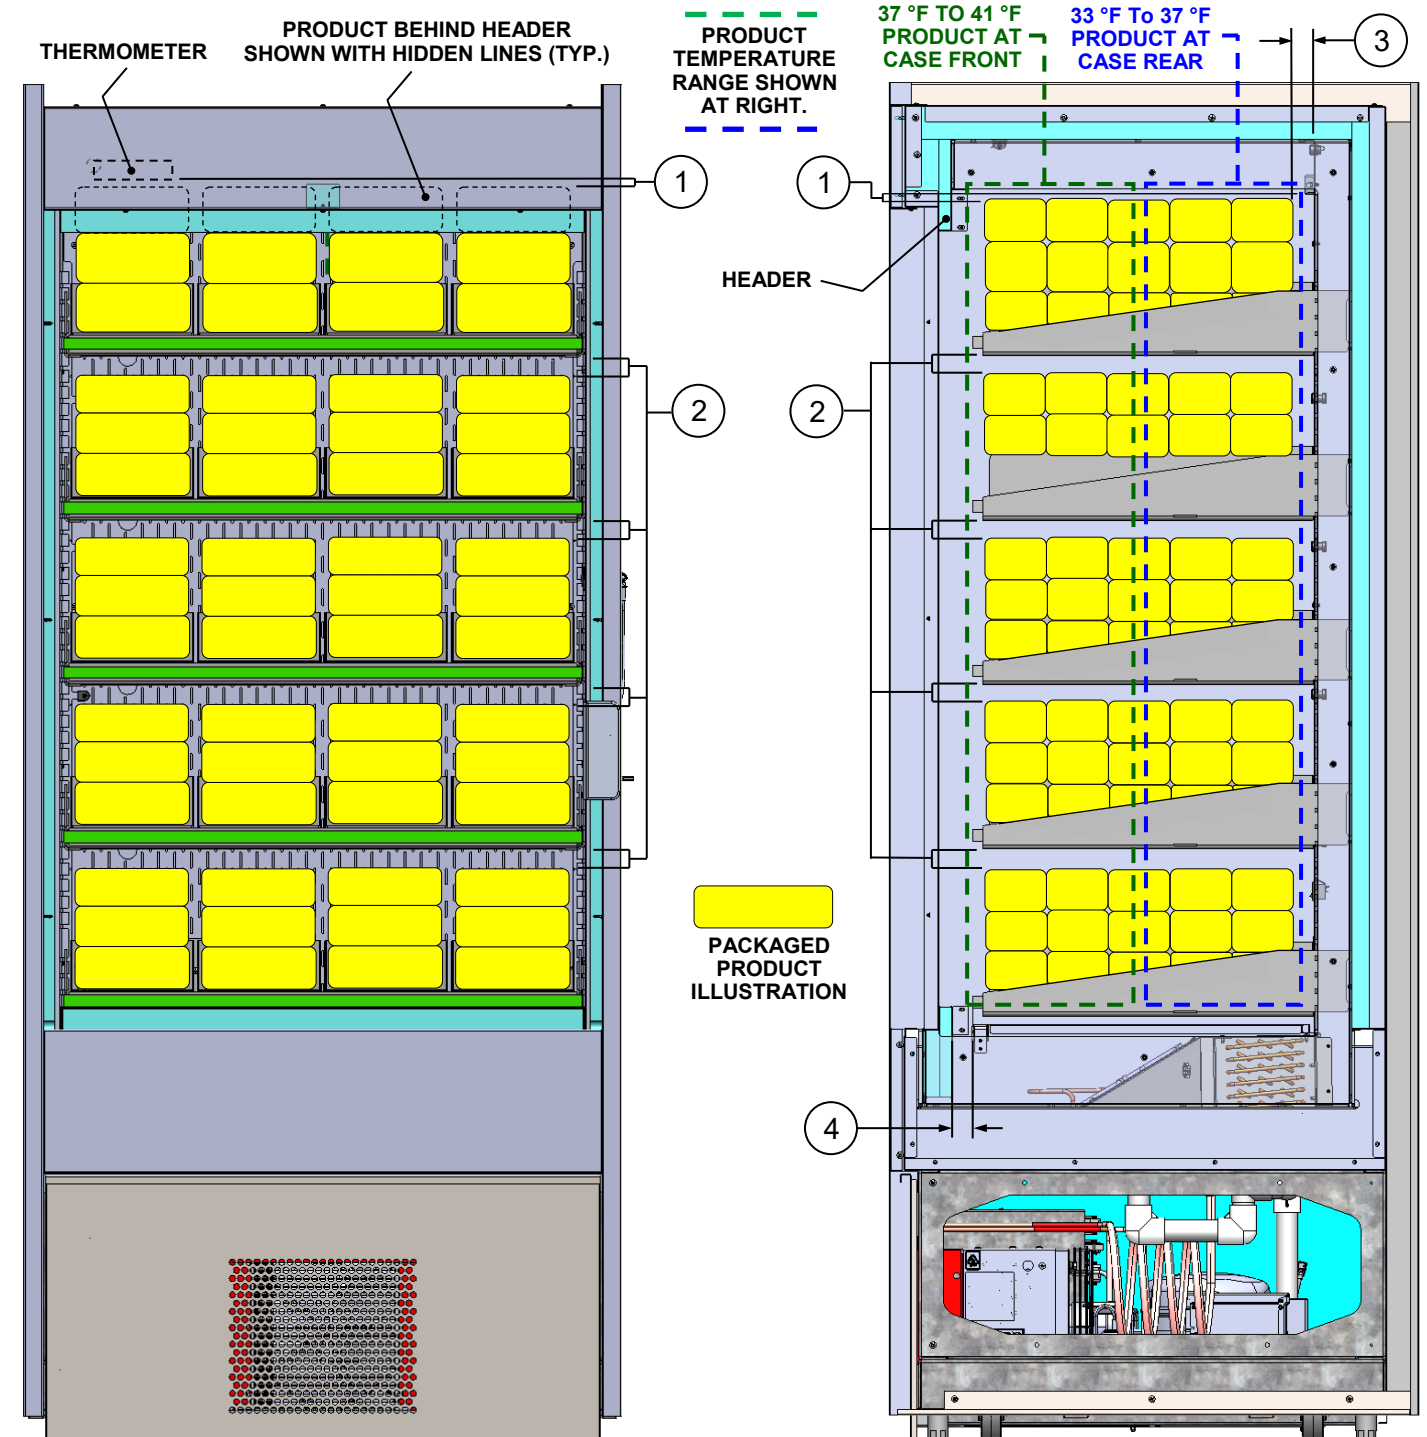 THERMOMETER
PRODUCT BEHIND HEADER
SHOWN WITH HIDDEN LINES (TYP.)
PRODUCT
TEMPERATURE
RANGE SHOWN
AT RIGHT.
37 °F TO 41 °F
PRODUCT AT
CASE FRONT
33 °F To 37 °F
PRODUCT AT
CASE REAR
3
1
1
HEADER
2
2
PACKAGED
PRODUCT
ILLUSTRATION
4